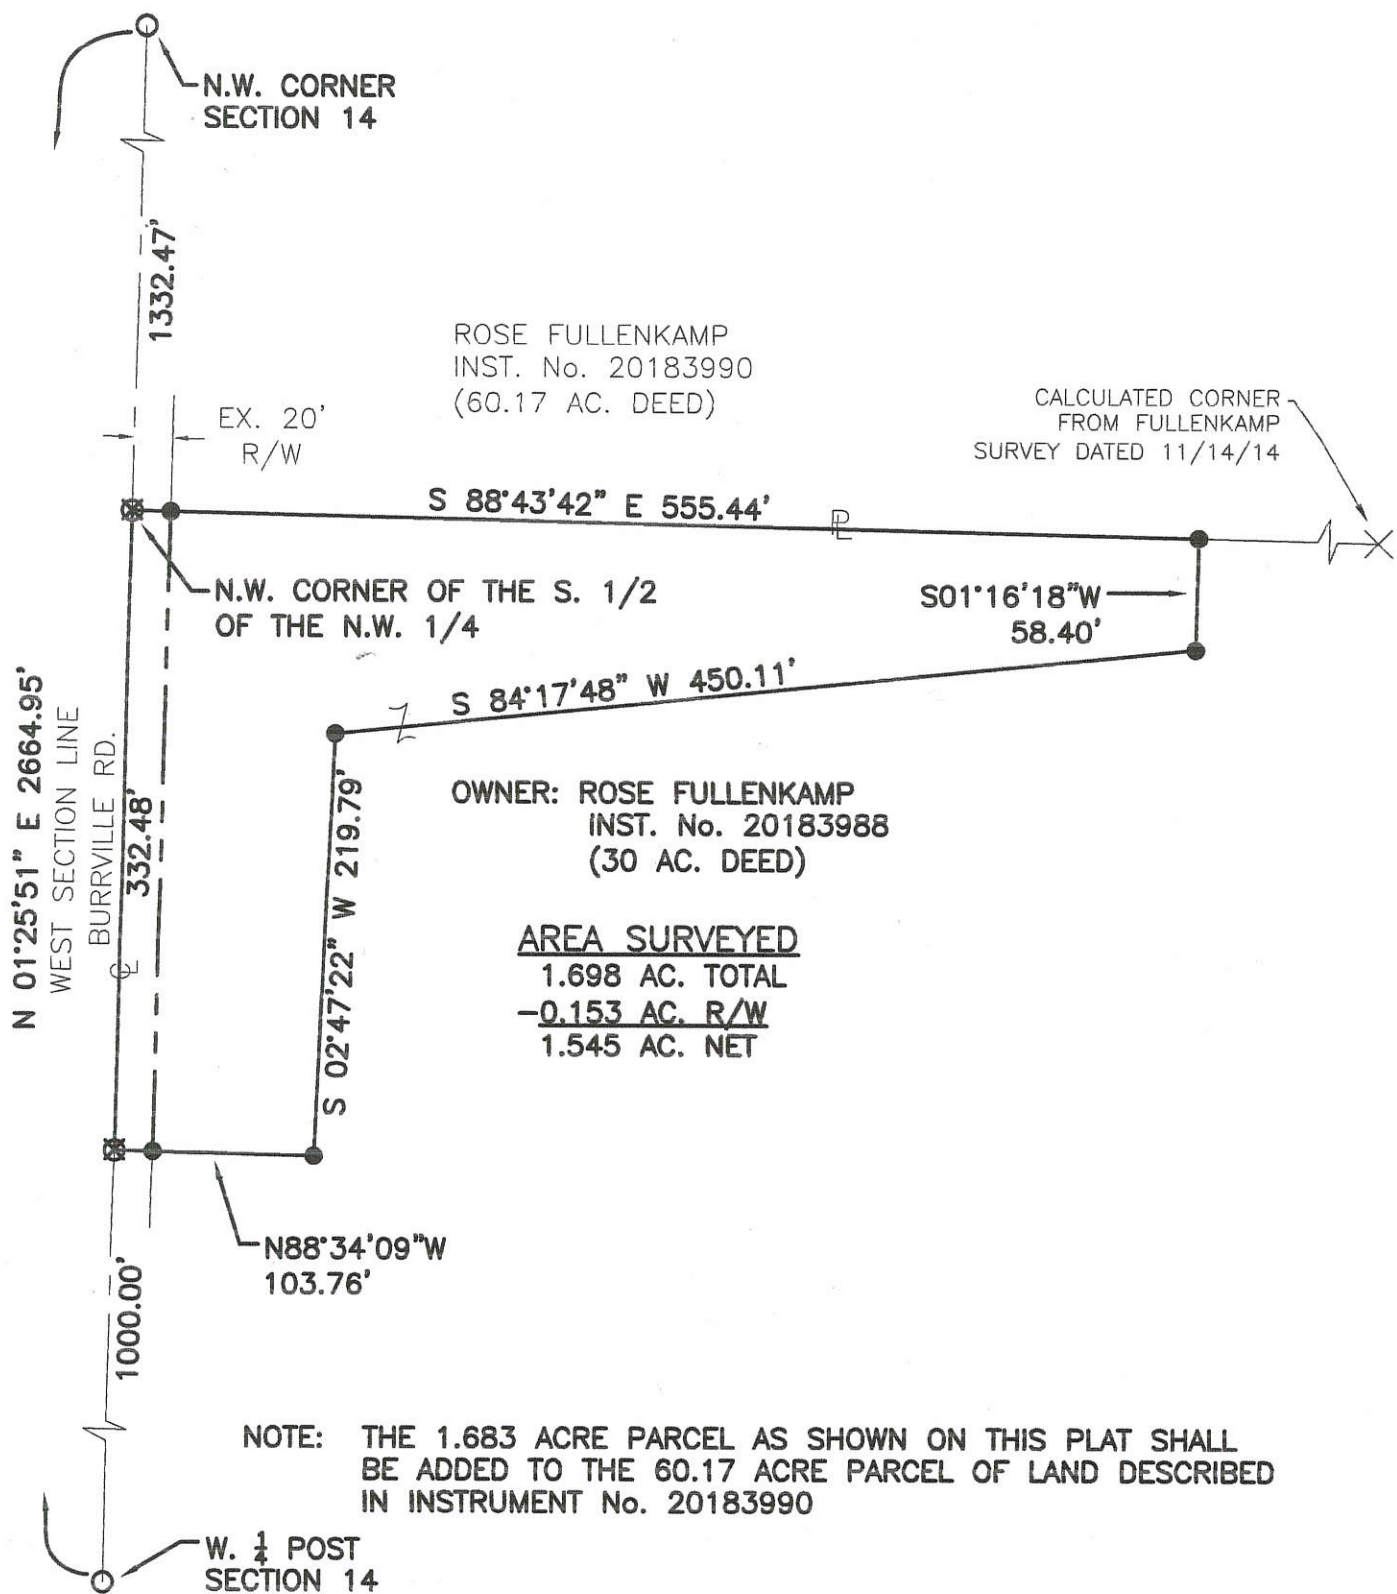 N.W. CORNER
SECTION 14
1332.47'
ROSE FULLENKAMP
INST. No. 20183990
(60.17 AC. DEED)
EX. 20'
R/W
CALCULATED CORNER
FROM FULLENKAMP
SURVEY DATED 11/14/14
S 88°43'42" E 555.44'
PL
N.W. CORNER OF THE S. 1/2
OF THE N.W. 1/4
S01°16'18"W
58.40'
S 84°17'48" W 450.11'
N 01°25'51" E 2664.95'
WEST SECTION LINE
BURRVILLE RD.
332.48'
CL
S 02°47'22" W 219.79'
OWNER: ROSE FULLENKAMP
INST. No. 20183988
(30 AC. DEED)
AREA SURVEYED
1.698 AC. TOTAL
-0.153 AC. R/W
1.545 AC. NET
N88°34'09"W
103.76'
1000.00'
NOTE: THE 1.683 ACRE PARCEL AS SHOWN ON THIS PLAT SHALL
BE ADDED TO THE 60.17 ACRE PARCEL OF LAND DESCRIBED
IN INSTRUMENT No. 20183990
W. 1/4 POST
SECTION 14